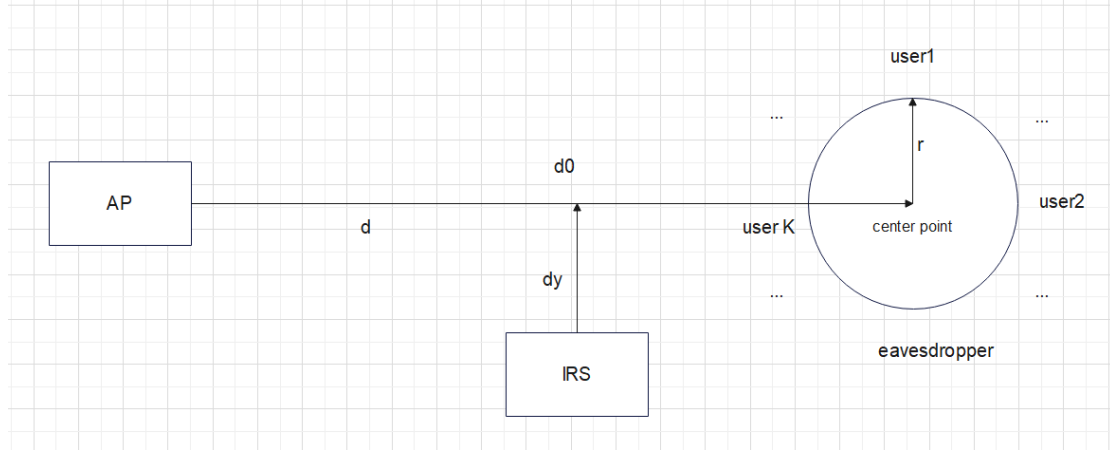 user1
...
...
r
d0
AP
user2
d
user K
center point
dy
...
...
eavesdropper
IRS